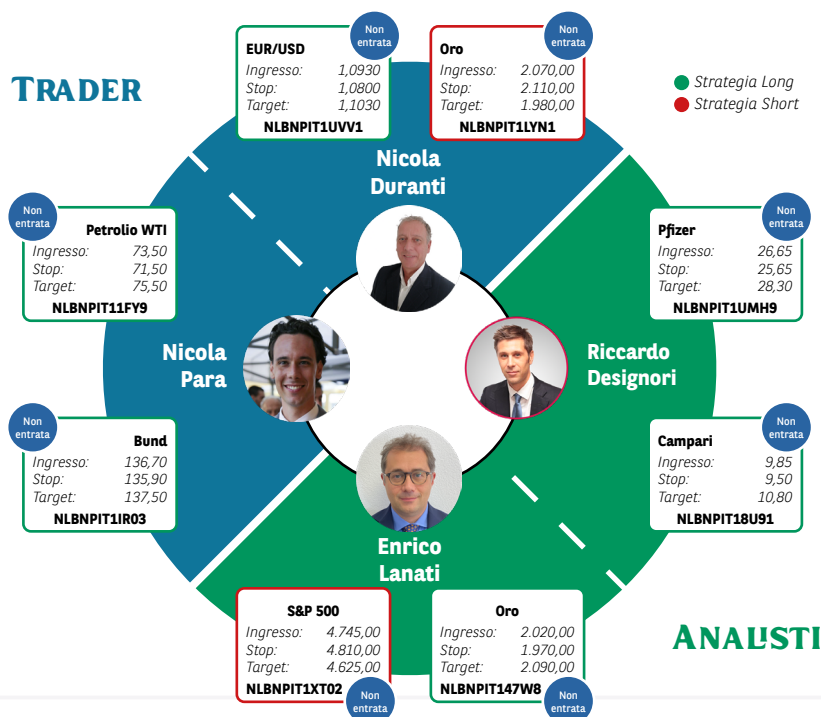 TRADER
Non
entrata
EUR/USD
Ingresso: 1,0930
Stop: 1,0800
Target: 1,1030
NLBNPIT1UVV1
Non
entrata
Oro
Ingresso: 2.070,00
Stop: 2.110,00
Target: 1.980,00
NLBNPIT1LYN1
Strategia Long
Strategia Short
Nicola
Duranti
Non
entrata
Petrolio WTI
Ingresso: 73,50
Stop: 71,50
Target: 75,50
NLBNPIT11FY9
Non
entrata
Pfizer
Ingresso: 26,65
Stop: 25,65
Target: 28,30
NLBNPIT1UMH9
Nicola
Para
Riccardo
Designori
Non
entrata
Bund
Ingresso: 136,70
Stop: 135,90
Target: 137,50
NLBNPIT1IR03
Non
entrata
Campari
Ingresso: 9,85
Stop: 9,50
Target: 10,80
NLBNPIT18U91
Enrico
Lanati
S&P 500
Ingresso: 4.745,00
Stop: 4.810,00
Target: 4.625,00
NLBNPIT1XT02
Non
entrata
Oro
Ingresso: 2.020,00
Stop: 1.970,00
Target: 2.090,00
NLBNPIT147W8
Non
entrata
ANALISTI